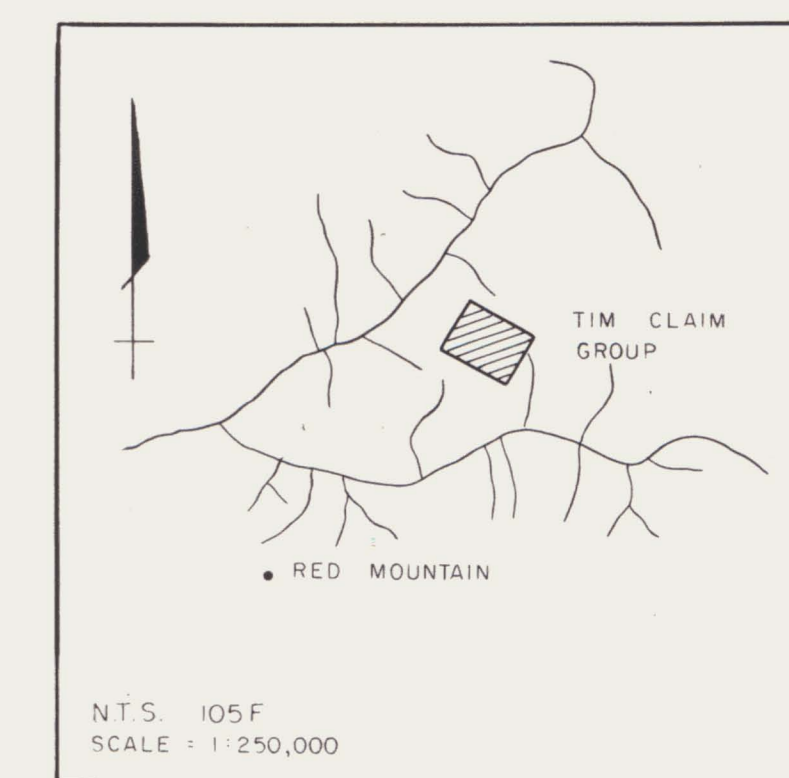 TIM CLAIM
GROUP
RED MOUNTAIN
N.T.S. 105F
SCALE = 1:250,000